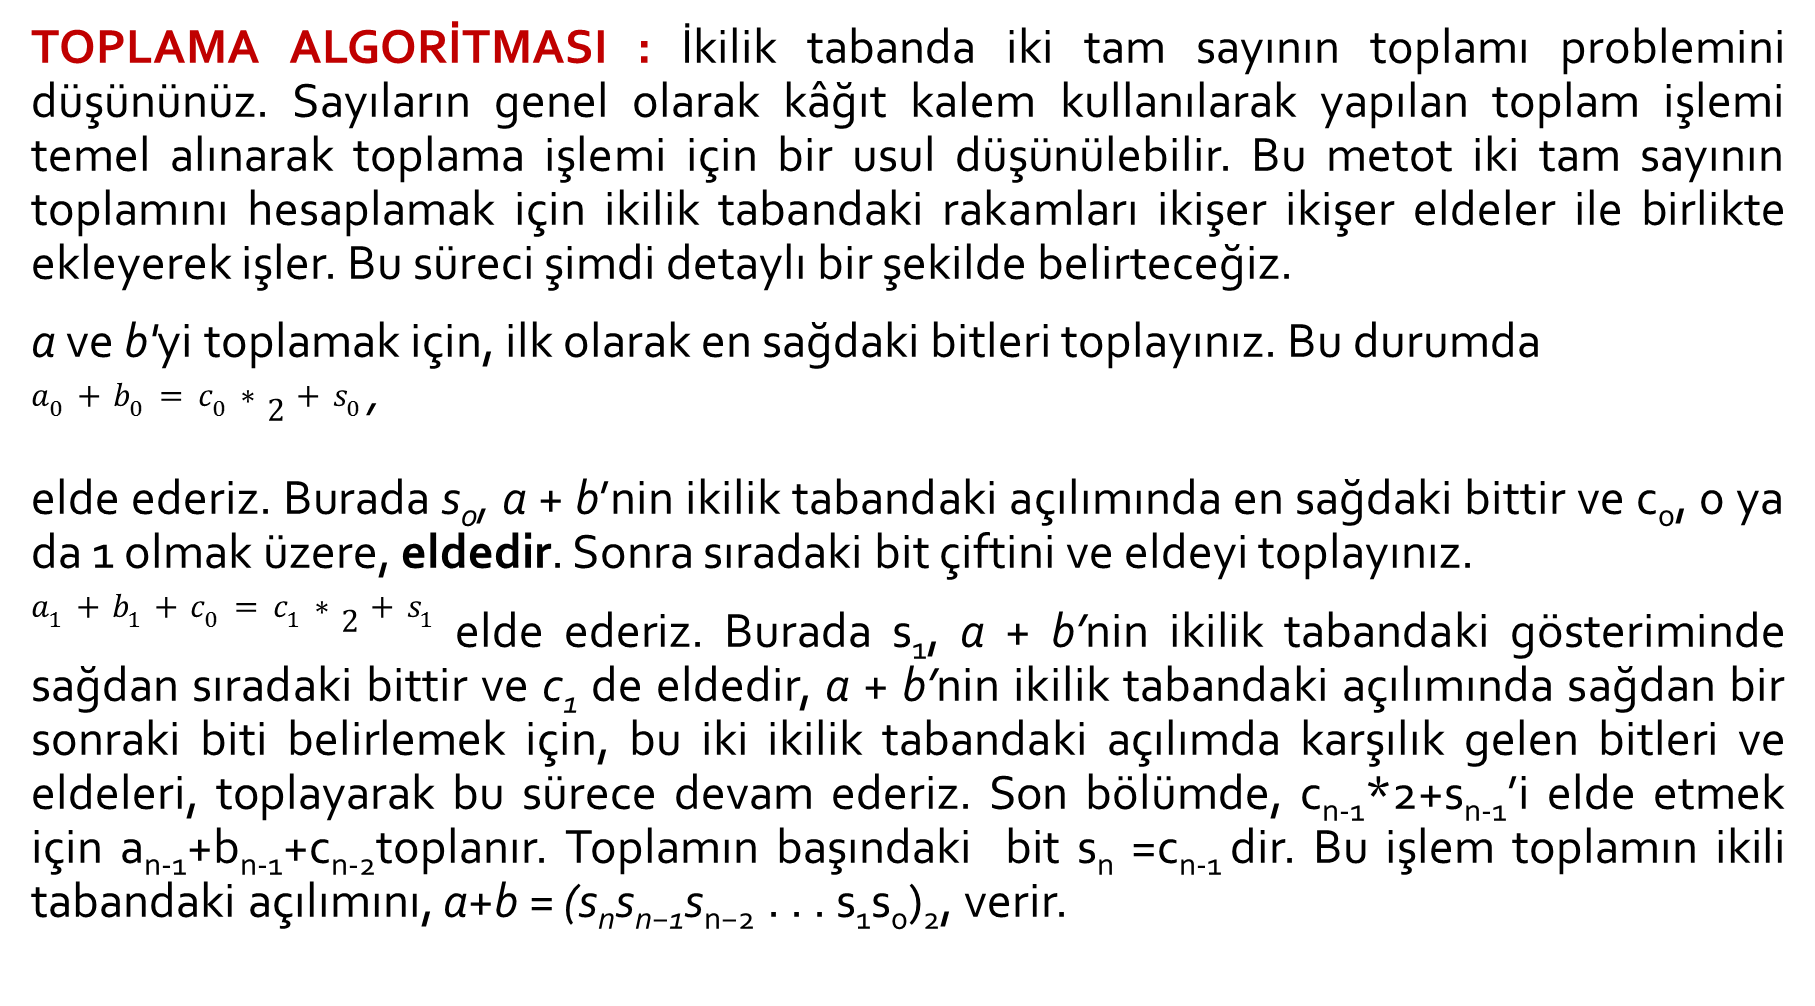 TOPLAMA ALGORİTMASI : İkilik tabanda iki tam sayının toplamı problemini
düşününüz. Sayıların genel olarak kâğıt kalem kullanılarak yapılan toplam işlemi
temel alınarak toplama işlemi için bir usul düşünülebilir. Bu metot iki tam sayının
toplamını hesaplamak için ikilik tabandaki rakamları ikişer ikişer eldeler ile birlikte
ekleyerek işler. Bu süreci şimdi detaylı bir şekilde belirteceğiz.
a ve b'yi toplamak için, ilk olarak en sağdaki bitleri toplayınız. Bu durumda
a₀ + b₀ = c₀ * 2 + s₀,
elde ederiz. Burada s₀, a + b’nin ikilik tabandaki açılımında en sağdaki bittir ve c₀, 0 ya
da 1 olmak üzere, eldedir. Sonra sıradaki bit çiftini ve eldeyi toplayınız.
a₁ + b₁ + c₀ = c₁ * 2 + s₁ elde ederiz. Burada s₁, a + b’nin ikilik tabandaki gösteriminde
sağdan sıradaki bittir ve c₁ de eldedir, a + b’nin ikilik tabandaki açılımında sağdan bir
sonraki biti belirlemek için, bu iki ikilik tabandaki açılımda karşılık gelen bitleri ve
eldeleri, toplayarak bu sürece devam ederiz. Son bölümde, cₙ₋₁*2+sₙ₋₁’i elde etmek
için aₙ₋₁+bₙ₋₁+cₙ₋₂toplanır. Toplamın başındaki bit sₙ =cₙ₋₁ dir. Bu işlem toplamın ikili
tabandaki açılımını, a+b = (sₙsₙ₋₁sₙ₋₂ . . . s₁s₀)₂, verir.